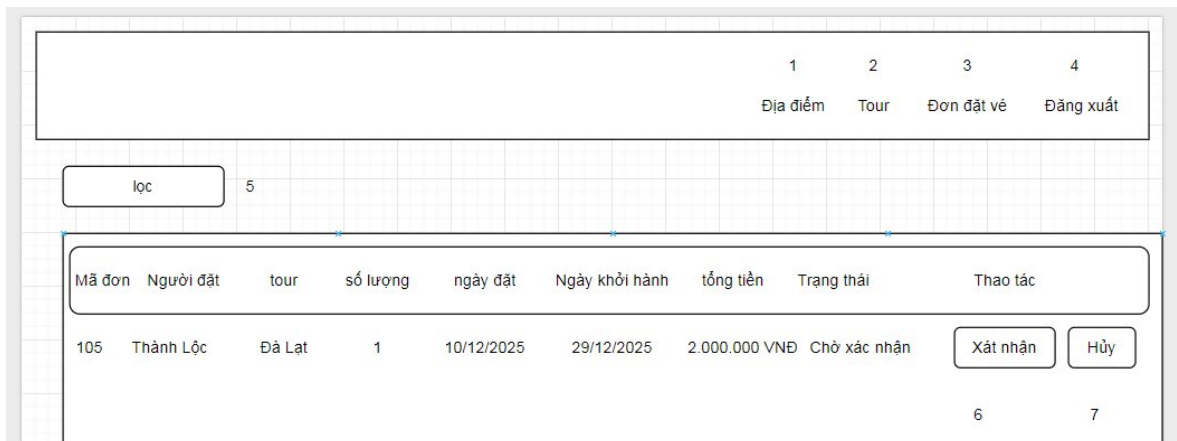 1 2 3 4
Địa điểm Tour Đơn đặt vé Đăng xuất
lọc 5
Mã đơn Người đặt tour số lượng ngày đặt Ngày khởi hành tổng tiền Trạng thái Thao tác
105 Thành Lộc Đà Lạt 1 10/12/2025 29/12/2025 2.000.000 VNĐ Chờ xác nhận Xát nhận Hủy
6 7